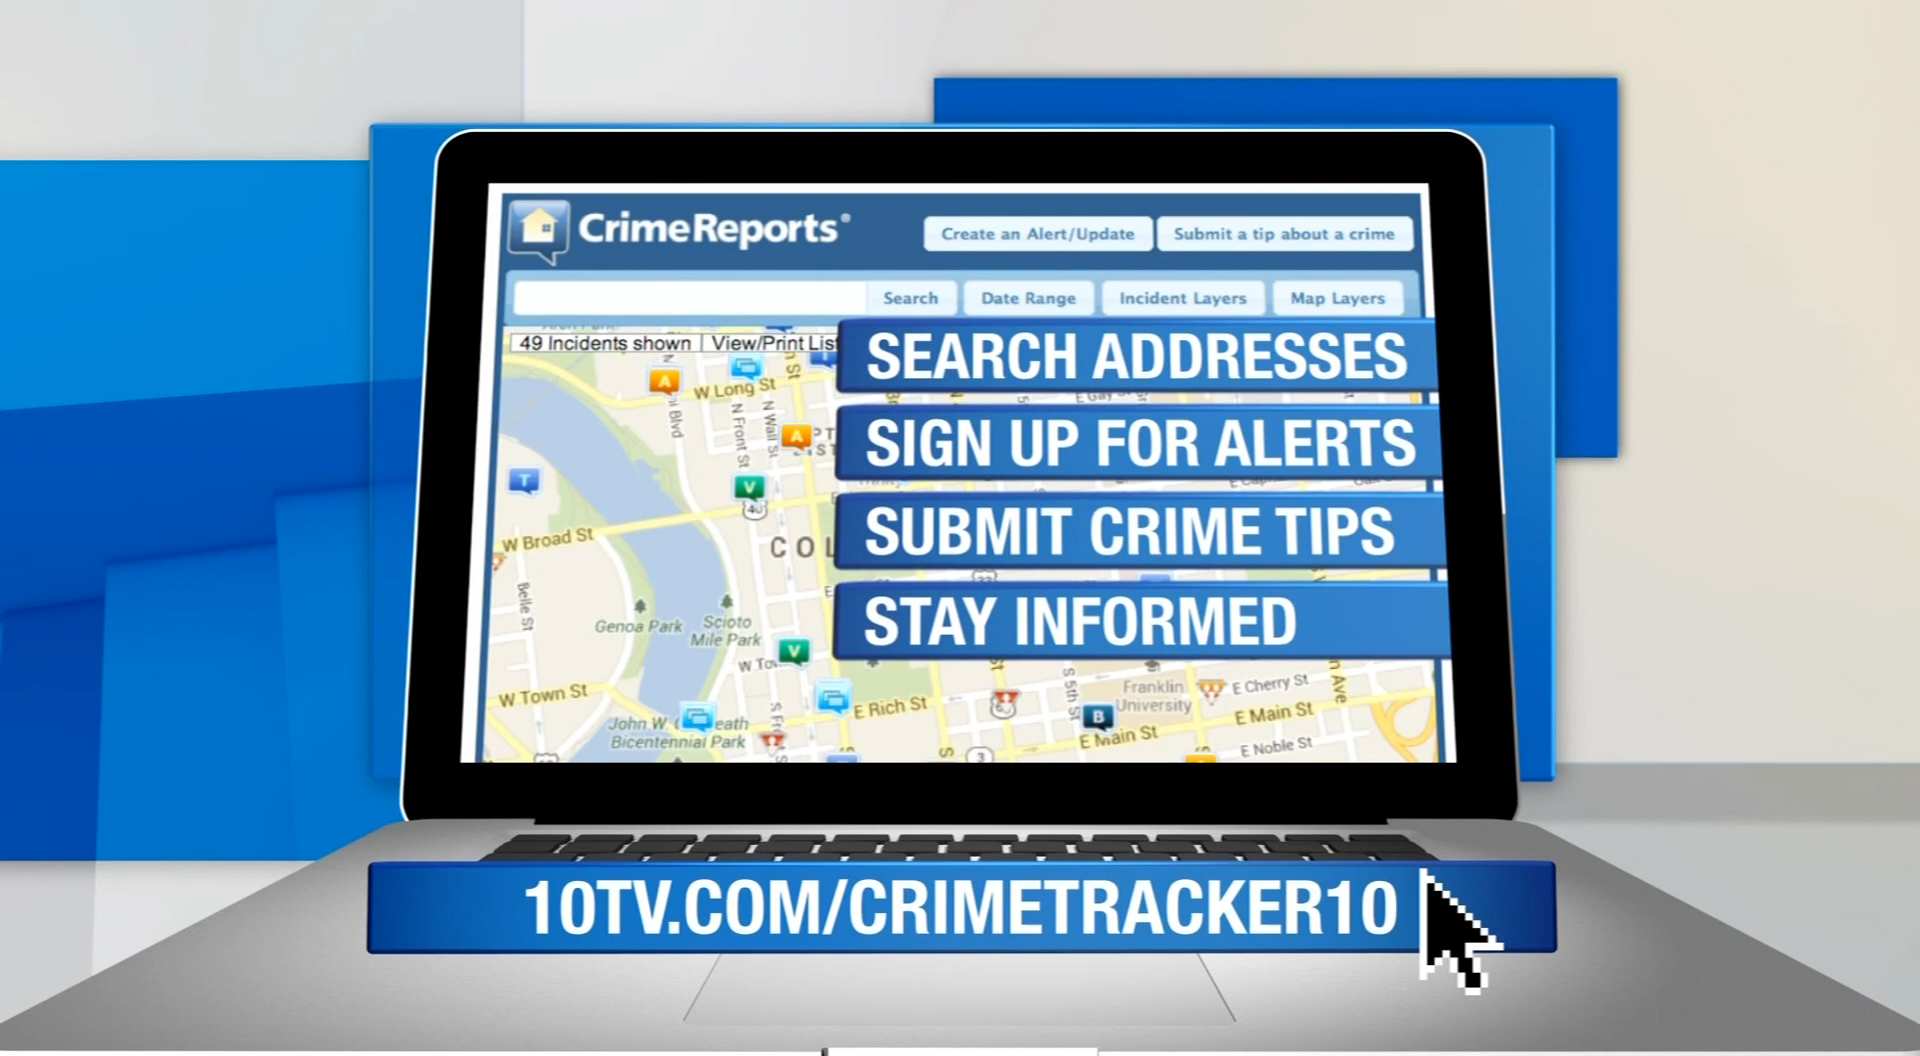 CrimeReports®
Create an Alert/Update
Submit a tip about a crime
Search
Date Range
Incident Layers
Map Layers
49 Incidents shown
View/Print List
SEARCH ADDRESSES
SIGN UP FOR ALERTS
SUBMIT CRIME TIPS
STAY INFORMED
A
W Long St
N Front St
N Wall St
A
T
V
40
W Broad St
COL
Belle St
Genoa Park
Scioto
Mile Park
V
W Town St
E Rich St
S 5th St
Franklin
University
E Cherry St
B
E Main St
E Main St
E Noble St
John W.
Bicentennial Park
3
10TV.COM/CRIMETRACKER10